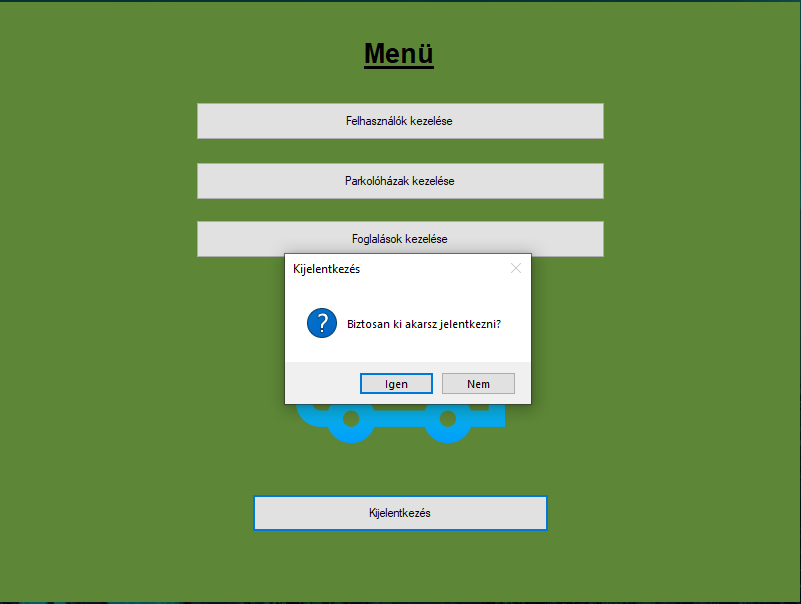 Menü
Felhasználók kezelése
Parkolóházak kezelése
Foglalások kezelése
Kijelentkezés
?
Biztosan ki akarsz jelentkezni?
Igen
Nem
Kijelentkezés